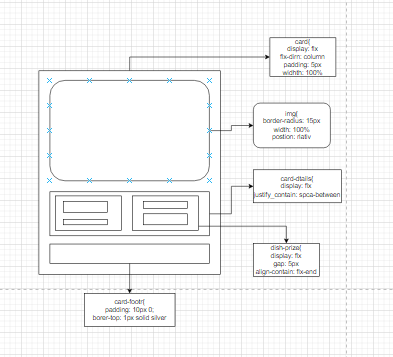 card{
display: flx
flx-dirn: column
padding: 5px
widhth: 100%
img{
border-radius: 15px
width: 100%
postion: rlativ
card-dtails{
display: flx
justify_contain: spca-between
dish-prize{
display: flx
gap: 5px
align-contain: flx-end
card-footr{
padding: 10px 0;
borer-top: 1px solid silver